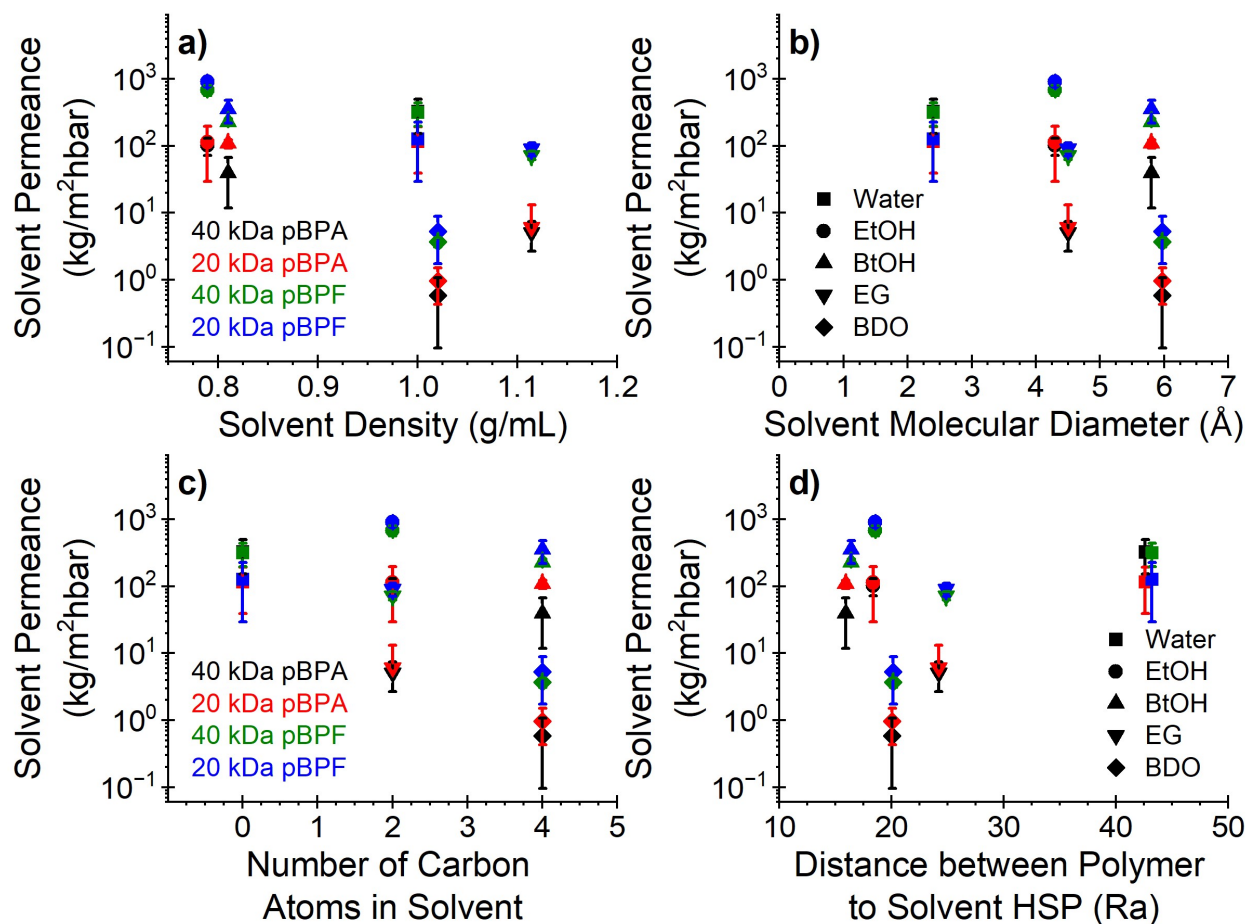 a)
Solvent Permeance
(kg/m²hbar)
10³
10²
10¹
10⁰
10⁻¹
40 kDa pBPA
20 kDa pBPA
40 kDa pBPF
20 kDa pBPF
0.8 0.9 1.0 1.1 1.2
Solvent Density (g/mL)
b)
Solvent Permeance
(kg/m²hbar)
10³
10²
10¹
10⁰
10⁻¹
Water
EtOH
BtOH
EG
BDO
0 1 2 3 4 5 6 7
Solvent Molecular Diameter (Å)
c)
Solvent Permeance
(kg/m²hbar)
10³
10²
10¹
10⁰
10⁻¹
40 kDa pBPA
20 kDa pBPA
40 kDa pBPF
20 kDa pBPF
0 1 2 3 4 5
Number of Carbon
Atoms in Solvent
d)
Solvent Permeance
(kg/m²hbar)
10³
10²
10¹
10⁰
10⁻¹
Water
EtOH
BtOH
EG
BDO
10 20 30 40 50
Distance between Polymer
to Solvent HSP (Ra)